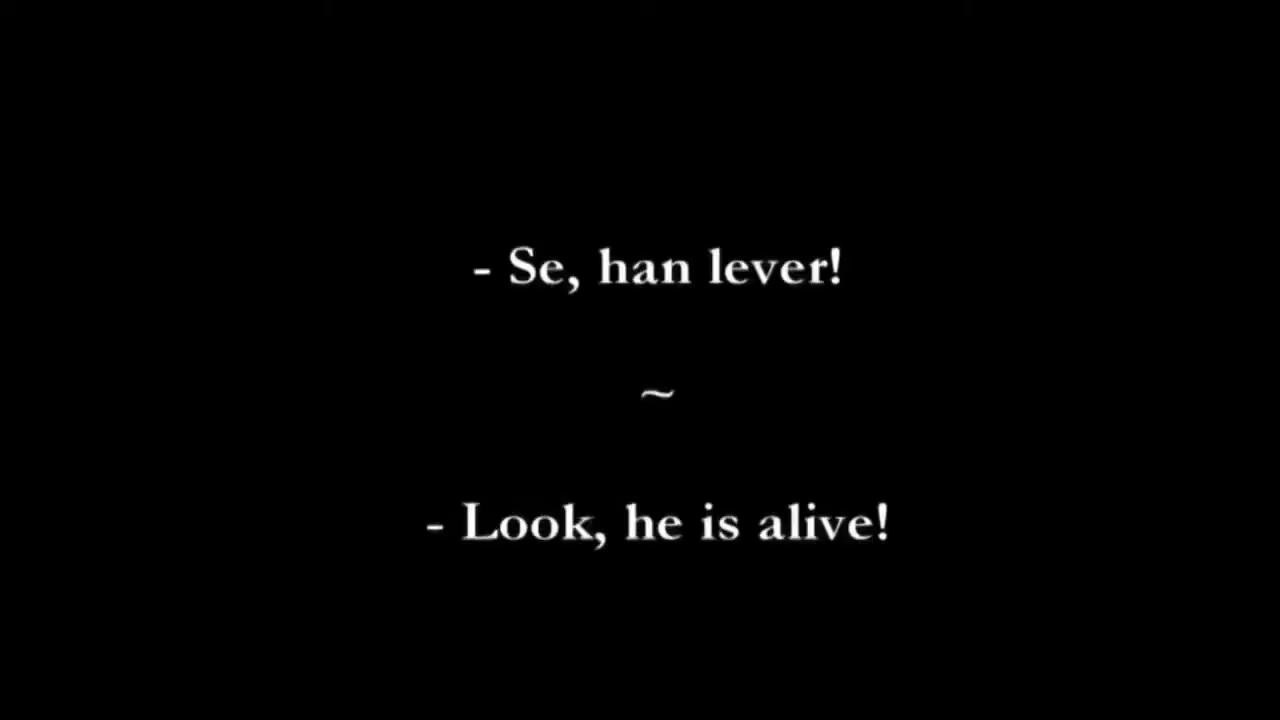 - Se, han lever!
~
- Look, he is alive!